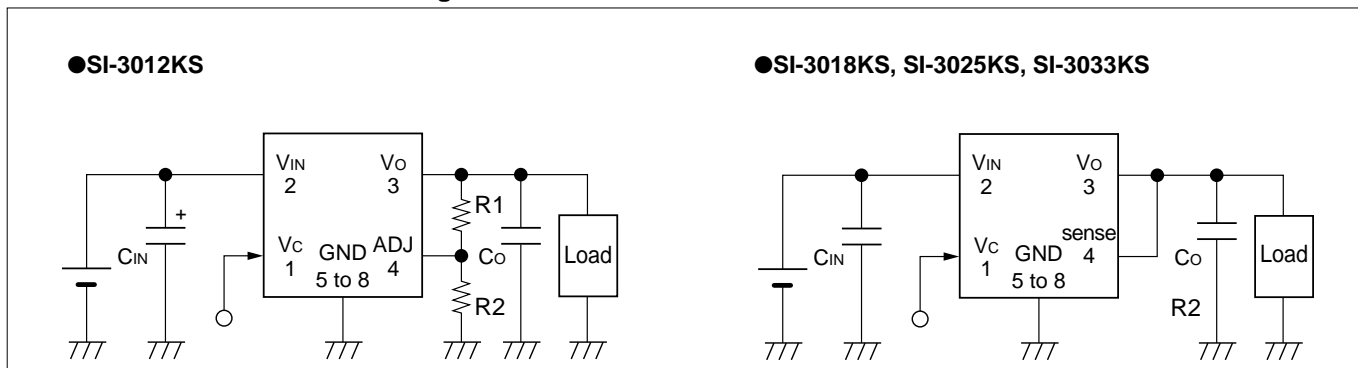 ●SI-3012KS
VIN
2
VO
3
R1
+
CIN
VC
1
GND
5 to 8
ADJ
4
CO
Load
R2
●SI-3018KS, SI-3025KS, SI-3033KS
VIN
2
VO
3
CIN
VC
1
GND
5 to 8
sense
4
CO
Load
R2